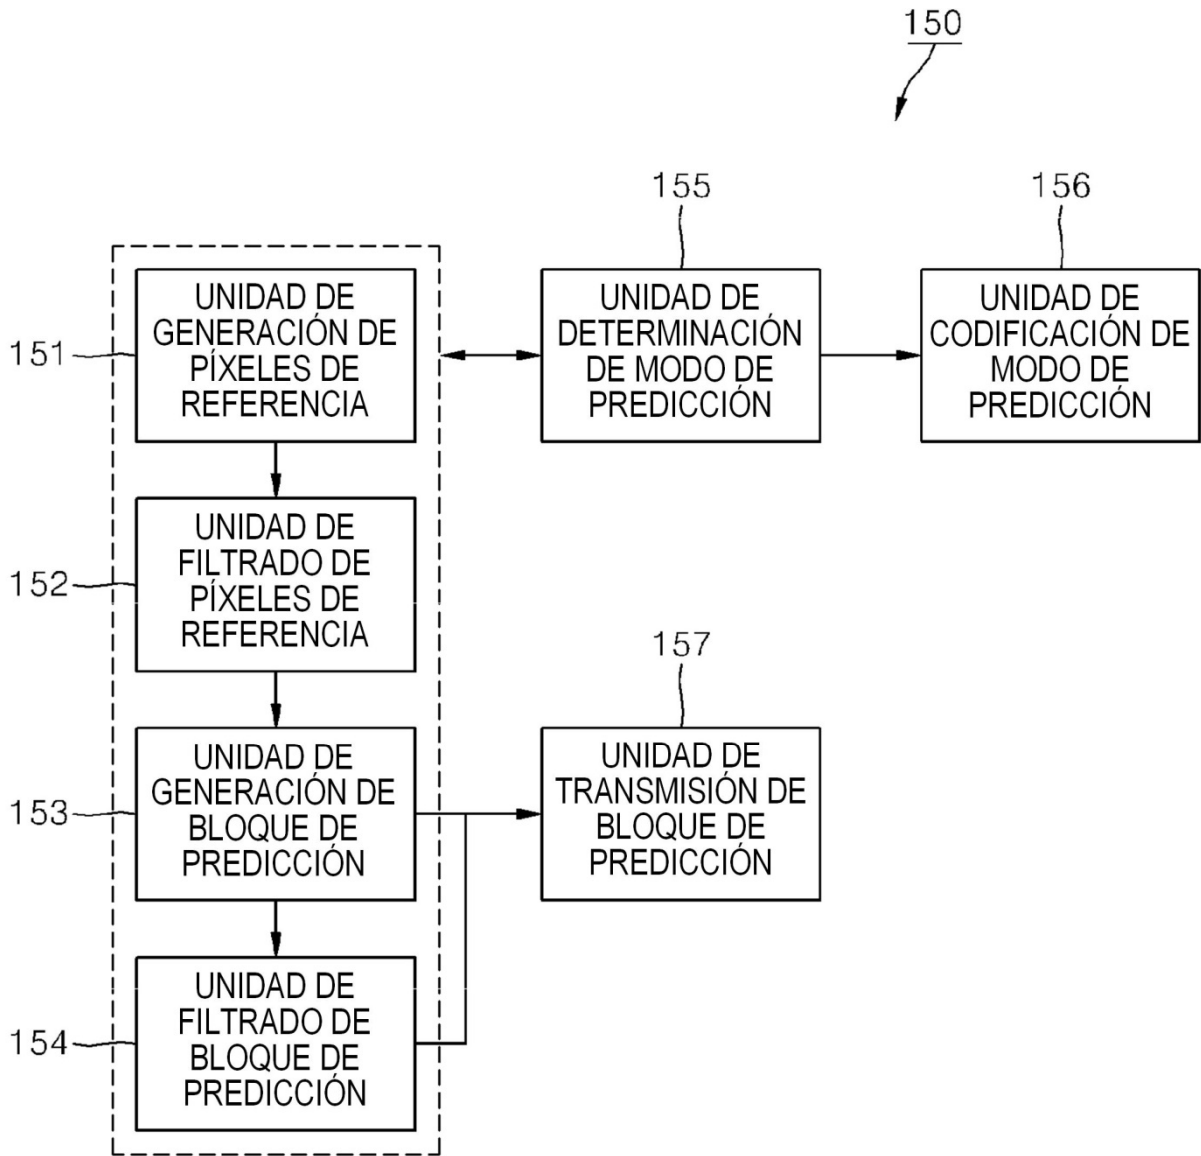 150
155
156
151
UNIDAD DE
GENERACIÓN DE
PÍXELES DE
REFERENCIA
UNIDAD DE
DETERMINACIÓN
DE MODO DE
PREDICCIÓN
UNIDAD DE
CODIFICACIÓN DE
MODO DE
PREDICCIÓN
152
UNIDAD DE
FILTRADO DE
PÍXELES DE
REFERENCIA
157
153
UNIDAD DE
GENERACIÓN DE
BLOQUE DE
PREDICCIÓN
UNIDAD DE
TRANSMISIÓN DE
BLOQUE DE
PREDICCIÓN
154
UNIDAD DE
FILTRADO DE
BLOQUE DE
PREDICCIÓN